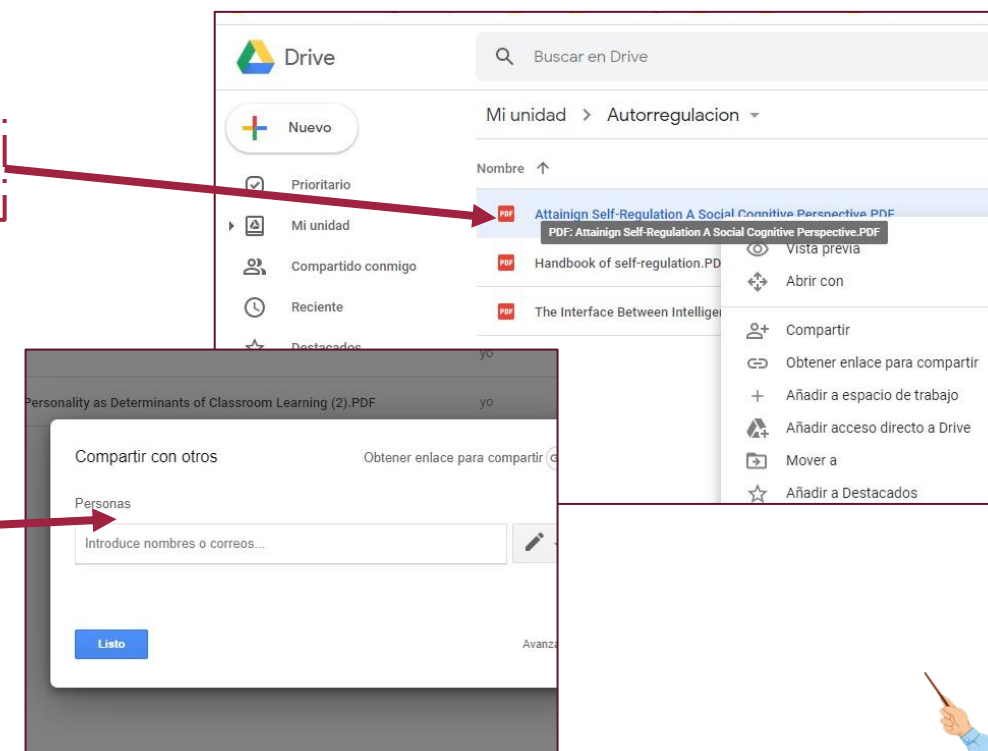 Drive
Buscar en Drive
Nuevo
Prioritario
Mi unidad
Compartido conmigo
Reciente
Destacados
Mi unidad > Autorregulacion
Nombre ↑
PDF Attainign Self-Regulation A Social Cognitive Perspective.PDF
PDF: Attainign Self-Regulation A Social Cognitive Perspective.PDF
PDF Handbook of self-regulation.PD
PDF The Interface Between Intellige
Vista previa
Abrir con
Compartir
Obtener enlace para compartir
Añadir a espacio de trabajo
Añadir acceso directo a Drive
Mover a
Añadir a Destacados
yo
Personality as Determinants of Classroom Learning (2).PDF yo
Compartir con otros
Obtener enlace para compartir
Personas
Introduce nombres o correos...
Listo
Avanza